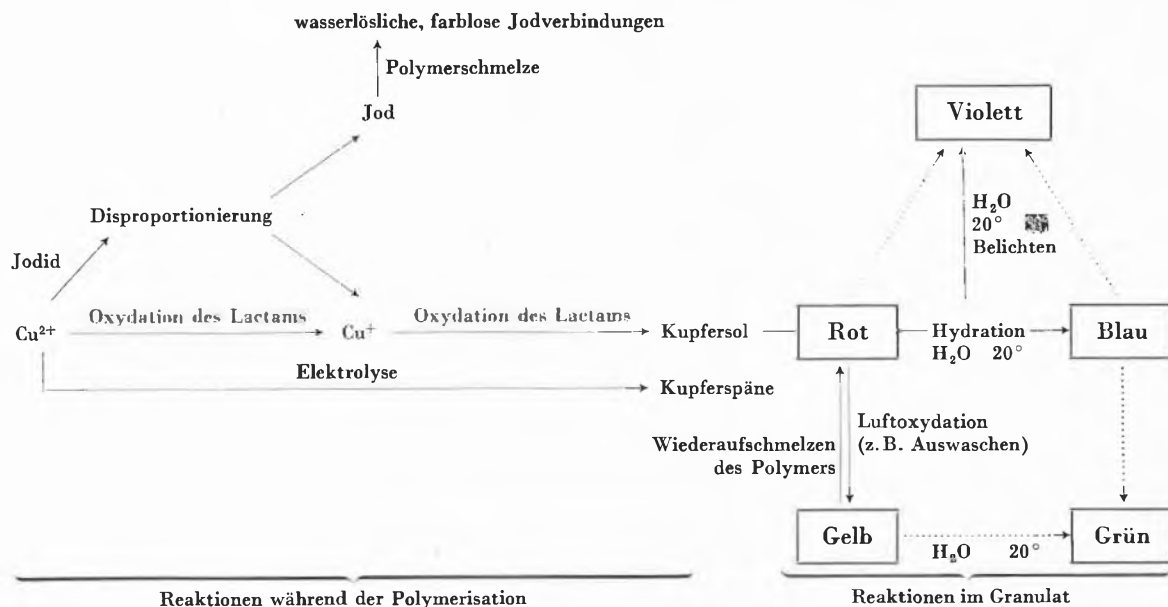 wasserlösliche, farblose Jodverbindungen
Polymerschmelze
Jod
Violett
H₂O
20°
Belichten
Disproportionierung
Jodid
Cu²⁺
Oxydation des Lactams
Cu⁺
Oxydation des Lactams
Kupfersol
Rot
Hydration
H₂O 20°
Blau
Elektrolyse
Kupferspäne
Wiederaufschmelzen
des Polymers
Luftoxydation
(z. B. Auswaschen)
Gelb
H₂O 20°
Grün
Reaktionen während der Polymerisation
Reaktionen im Granulat